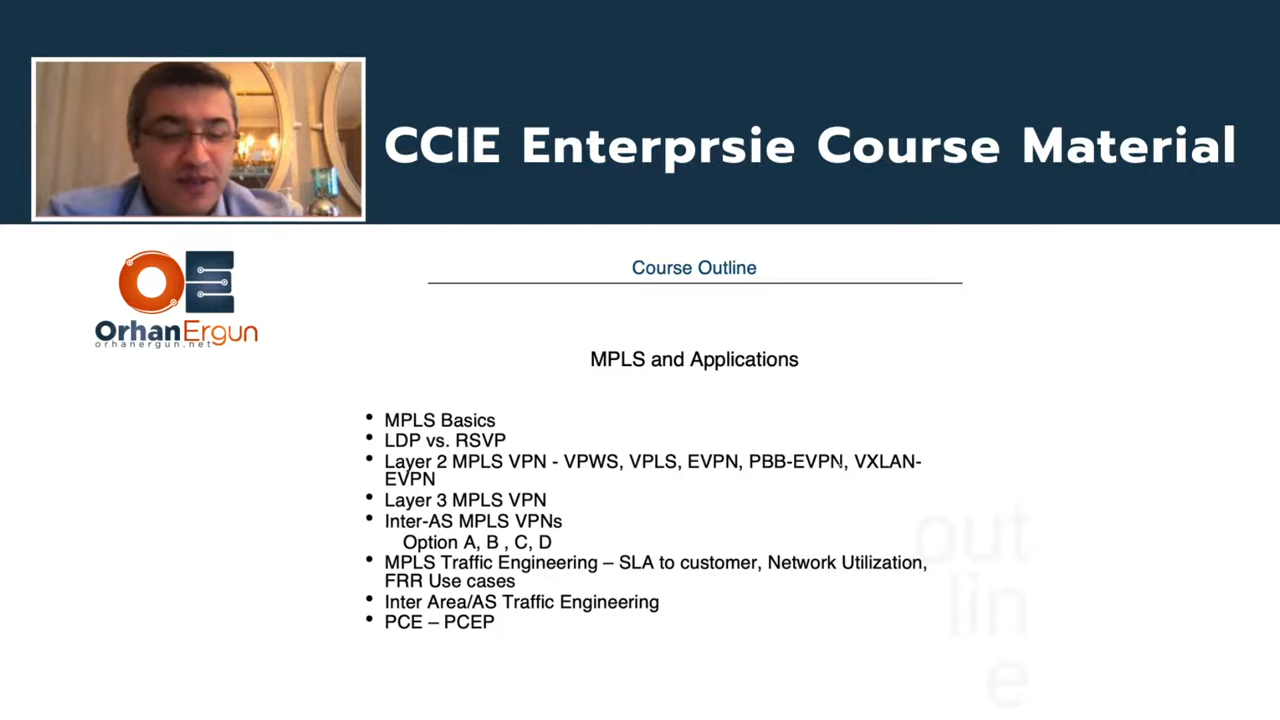 CCIE Enterprsie Course Material
OrhanErgun
orhanergun.net
Course Outline
MPLS and Applications
• MPLS Basics
• LDP vs. RSVP
• Layer 2 MPLS VPN - VPWS, VPLS, EVPN, PBB-EVPN, VXLAN-
EVPN
• Layer 3 MPLS VPN
• Inter-AS MPLS VPNs
Option A, B , C, D
• MPLS Traffic Engineering – SLA to customer, Network Utilization,
FRR Use cases
• Inter Area/AS Traffic Engineering
• PCE – PCEP
out
lin
e